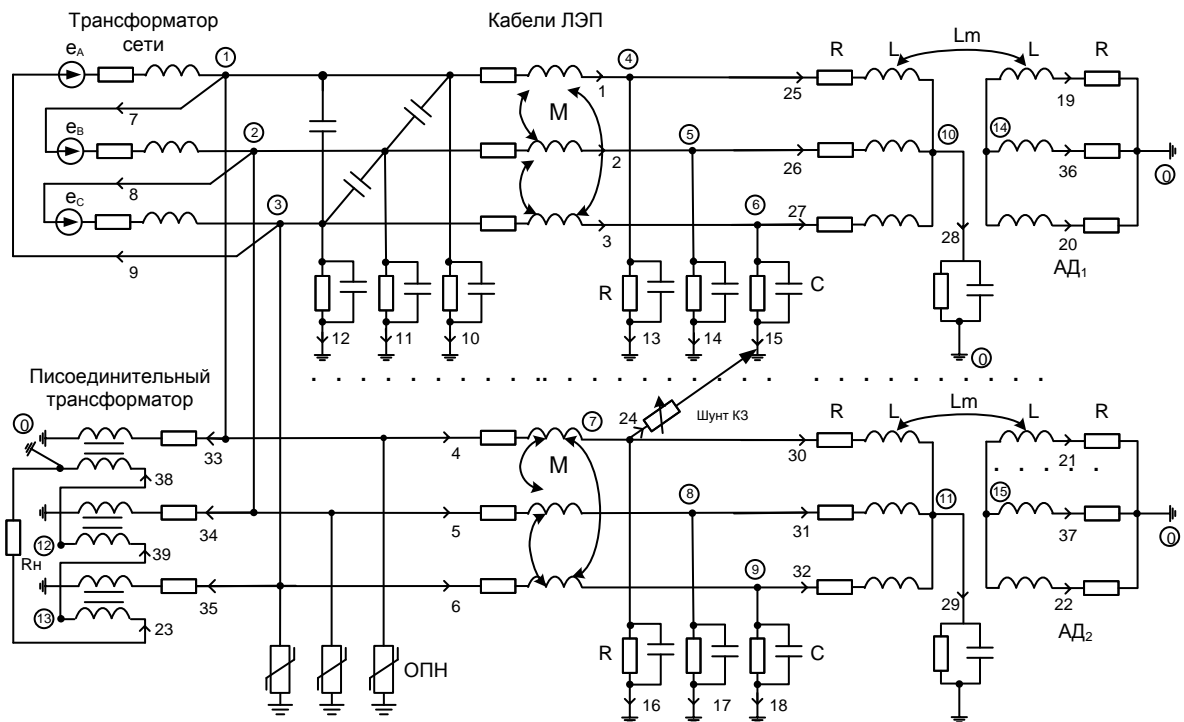 Трансформатор
сети
Кабели ЛЭП
eA
1
7
eB
2
8
eC
3
9
M
1
2
3
4
5
6
25
26
27
R
L
Lm
L
R
10
28
14
19
36
20
0
АД1
12
11
10
R
13
14
15
C
0
Писоединительный
трансформатор
0
33
38
34
12
39
Rн
35
13
23
4
5
6
M
7
24
Шунт КЗ
8
9
30
31
32
R
L
Lm
L
R
11
29
15
21
37
22
0
АД2
ОПН
R
16
17
18
C